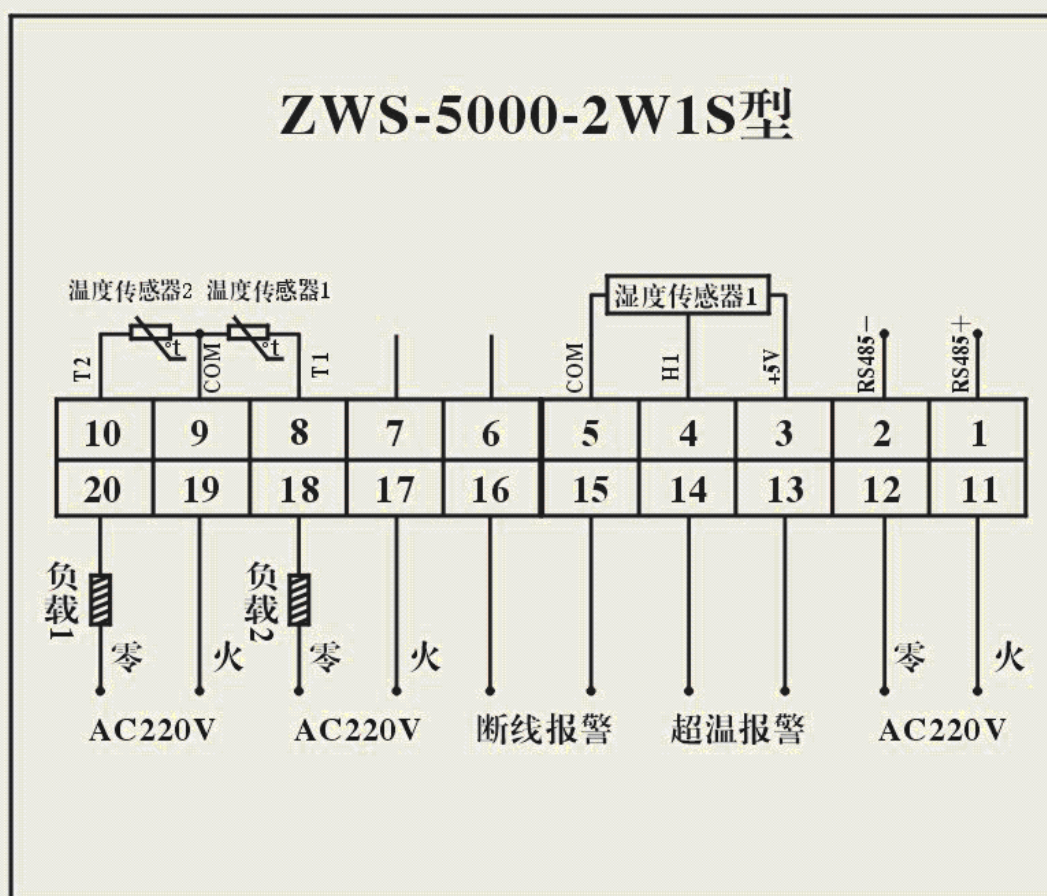 ZWS-5000-2W1S型
温度传感器2 温度传感器1
湿度传感器1
T2 COM T1 COM H1 +5V RS485− RS485+
°t °t
10 9 8 7 6 5 4 3 2 1
20 19 18 17 16 15 14 13 12 11
负载1 负载2
零 火 零 火 零 火
AC220V AC220V 断线报警 超温报警 AC220V